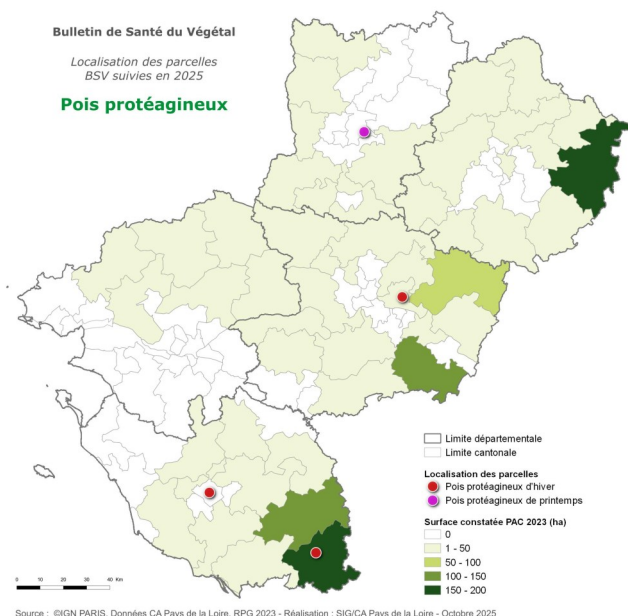 Bulletin de Santé du Végétal
Localisation des parcelles
BSV suivies en 2025
Pois protéagineux
Limite départementale
Limite cantonale
Localisation des parcelles
Pois protéagineux d'hiver
Pois protéagineux de printemps
Surface constatée PAC 2023 (ha)
0
1 - 50
50 - 100
100 - 150
150 - 200
0 10 20 30 40 Km
Source : ©IGN PARIS, Données CA Pays de la Loire, RPG 2023 - Réalisation : SIG/CA Pays de la Loire - Octobre 2025